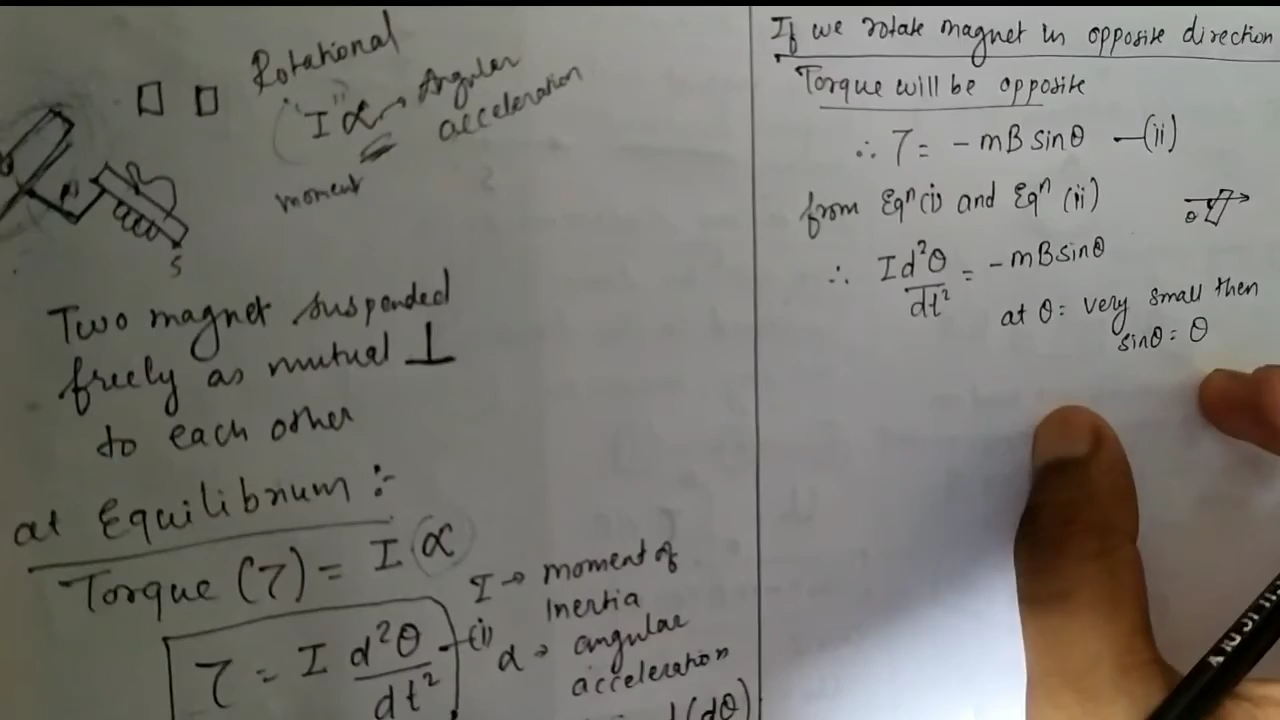 Rotational
"Iα" → Angular
acceleration
moment
S
Two magnet suspended
freely as mutual ⊥
to each other
at Equilibrium :-
Torque (τ) = I α
I → moment of
Inertia
τ = I d²θ/dt² —(i)
α → angular
acceleration
d(dθ)
If we rotate magnet in opposite direction
Torque will be opposite
∴ τ = - mB sinθ —(ii)
from Eqⁿ(i) and Eqⁿ (ii)
θ
∴ I d²θ/dt² = - mB sinθ
at θ = very small then
sinθ = θ